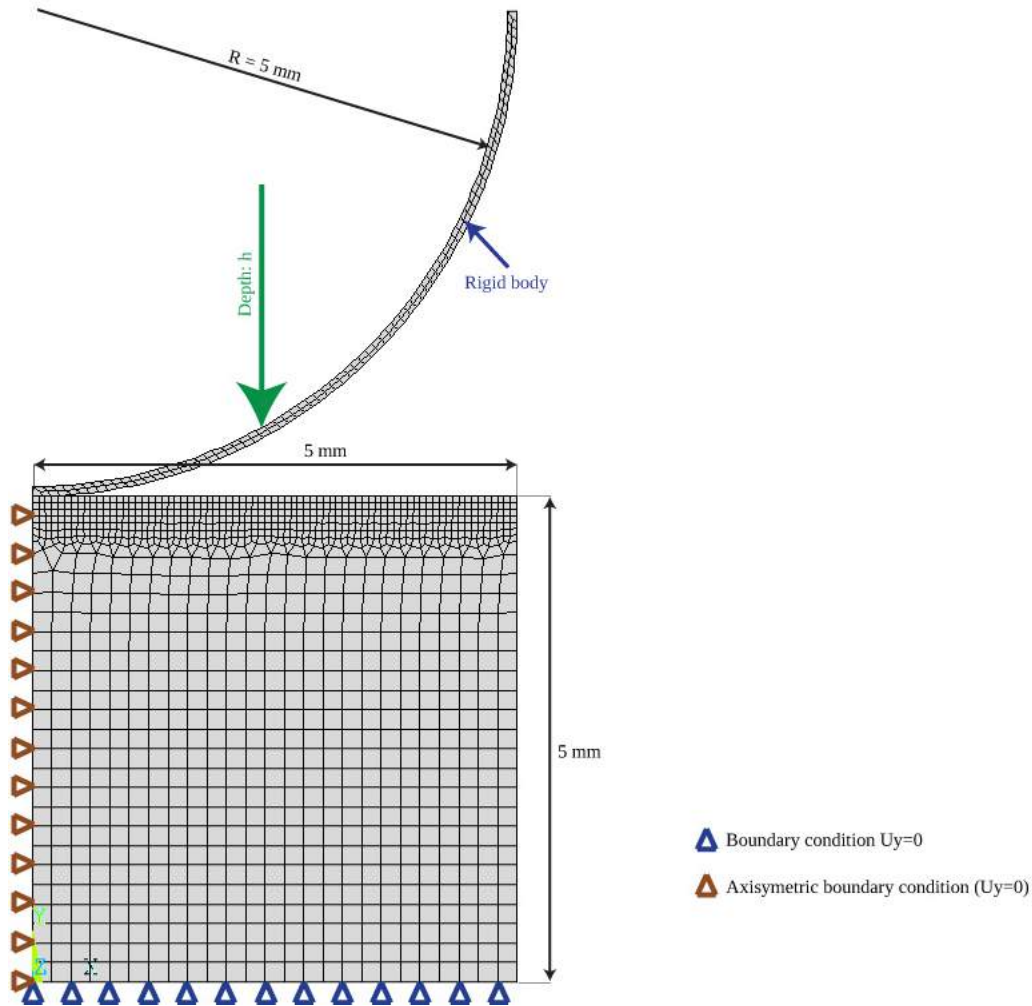 R = 5 mm
Depth: h
Rigid body
5 mm
5 mm
Boundary condition Uy=0
Axisymetric boundary condition (Uy=0)
Y
Z
X